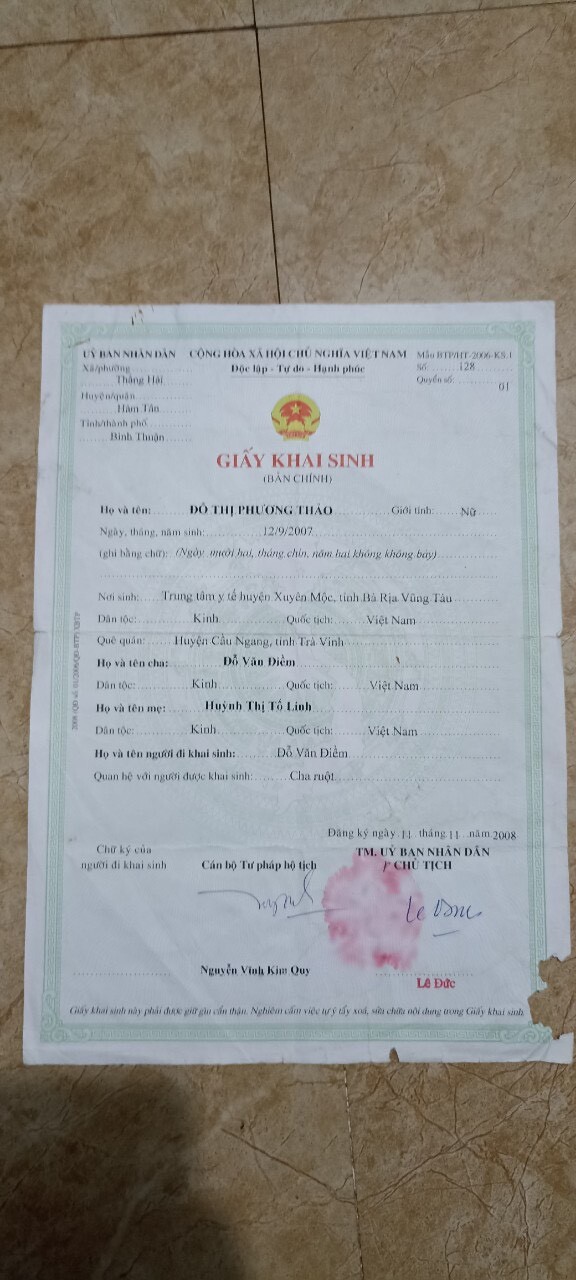 UỶ BAN NHÂN DÂN CỘNG HÒA XÃ HỘI CHỦ NGHĨA VIỆT NAM Mẫu BTP/HT-2006-KS.1
Xã/phường Độc lập - Tự do - Hạnh phúc Số: 128
Thắng Hải Quyển số: 01
Huyện/quận
Hàm Tân
Tỉnh/thành phố
Bình Thuận
GIẤY KHAI SINH
(BẢN CHÍNH)
Họ và tên: ĐỖ THỊ PHƯƠNG THẢO Giới tính: Nữ
Ngày, tháng, năm sinh: 12/9/2007
(ghi bằng chữ): (Ngày mười hai, tháng chín, năm hai không không bảy)
Nơi sinh: Trung tâm y tế huyện Xuyên Mộc, tỉnh Bà Rịa Vũng Tàu
Dân tộc: Kinh Quốc tịch: Việt Nam
Quê quán: Huyện Cầu Ngang, tỉnh Trà Vinh
Họ và tên cha: Đỗ Văn Điềm
Dân tộc: Kinh Quốc tịch: Việt Nam
Họ và tên mẹ: Huỳnh Thị Tố Linh
Dân tộc: Kinh Quốc tịch: Việt Nam
Họ và tên người đi khai sinh: Đỗ Văn Điềm
Quan hệ với người được khai sinh: Cha ruột
Đăng ký ngày 11 tháng 11 năm 2008
Chữ ký của TM. UỶ BAN NHÂN DÂN
người đi khai sinh Cán bộ Tư pháp hộ tịch CHỦ TỊCH
Lê Đức
Nguyễn Vĩnh Kim Quy
Lê Đức
Giấy khai sinh này phải được giữ gìn cẩn thận. Nghiêm cấm việc tự ý tẩy xoá, sửa chữa nội dung trong Giấy khai sinh.